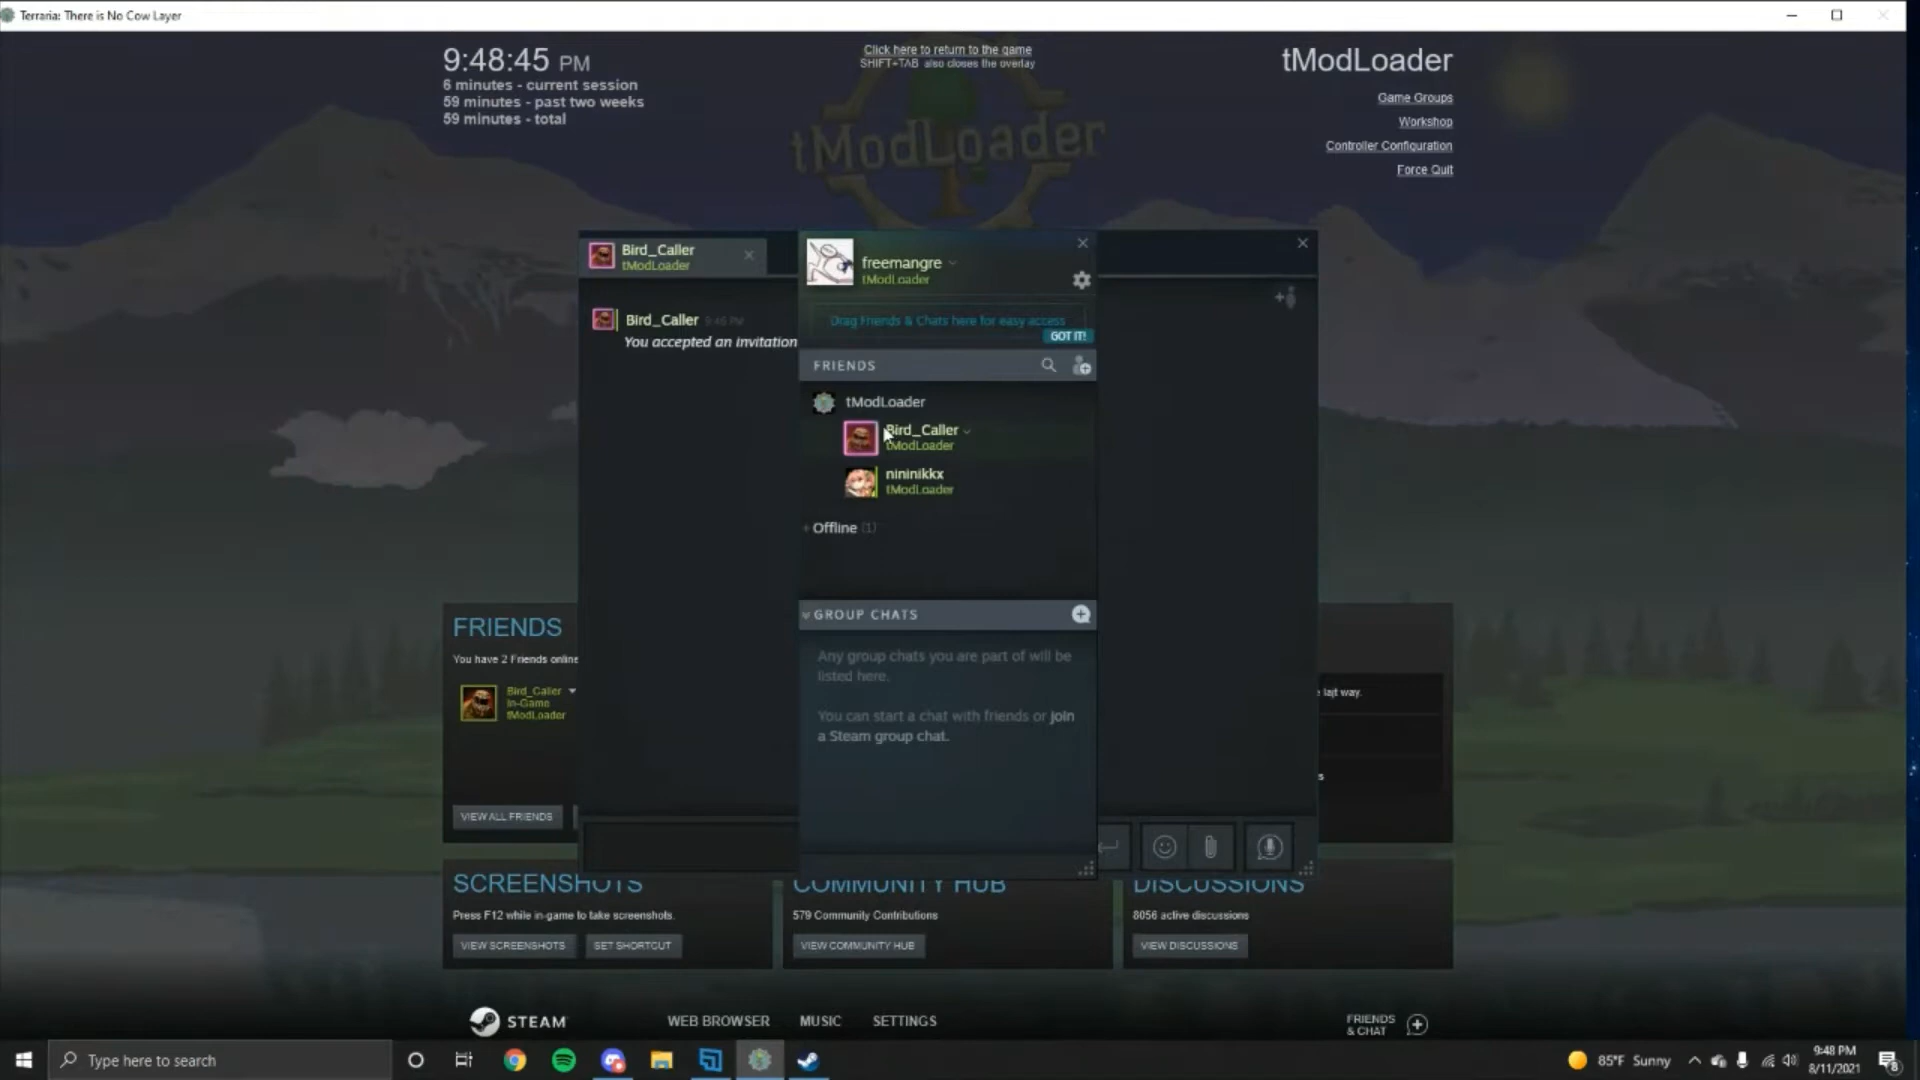 Terraria: There is No Cow Layer
9:48:45 PM
6 minutes - current session
59 minutes - past two weeks
59 minutes - total
Click here to return to the game
SHIFT+TAB also closes the overlay
tModLoader
Game Groups
Workshop
Controller Configuration
Force Quit
tModLoader
Bird_Caller
tModLoader
Bird_Caller 9:46 PM
You accepted an invitation
freemangre
tModLoader
Drag Friends & Chats here for easy access
GOT IT!
FRIENDS
tModLoader
Bird_Caller
tModLoader
nininikkx
tModLoader
Offline (1)
GROUP CHATS
Any group chats you are part of will be
listed here.
You can start a chat with friends or join
a Steam group chat.
FRIENDS
You have 2 Friends online
Bird_Caller
In-Game
tModLoader
VIEW ALL FRIENDS
way.
SCREENSHOTS
Press F12 while in-game to take screenshots.
VIEW SCREENSHOTS
SET SHORTCUT
COMMUNITY HUB
579 Community Contributions
VIEW COMMUNITY HUB
DISCUSSIONS
8056 active discussions
VIEW DISCUSSIONS
STEAM
WEB BROWSER
MUSIC
SETTINGS
FRIENDS
& CHAT
Type here to search
85°F Sunny
9:48 PM
8/11/2021